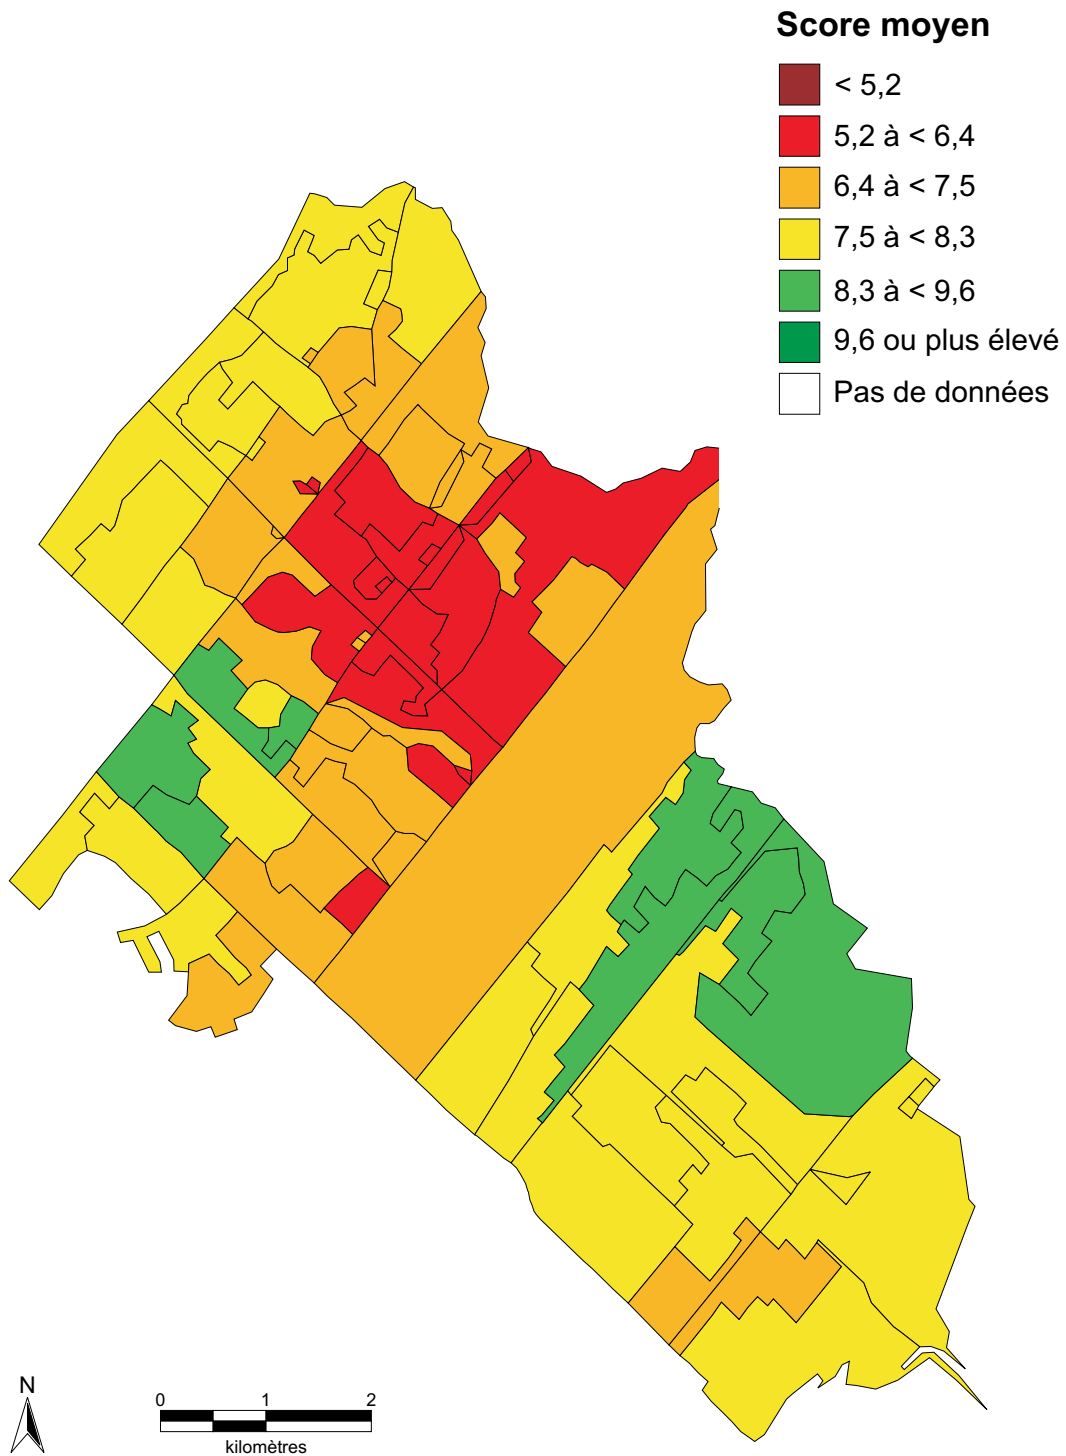 Score moyen
< 5,2
5,2 à < 6,4
6,4 à < 7,5
7,5 à < 8,3
8,3 à < 9,6
9,6 ou plus élevé
Pas de données
N
0 1 2
kilomètres